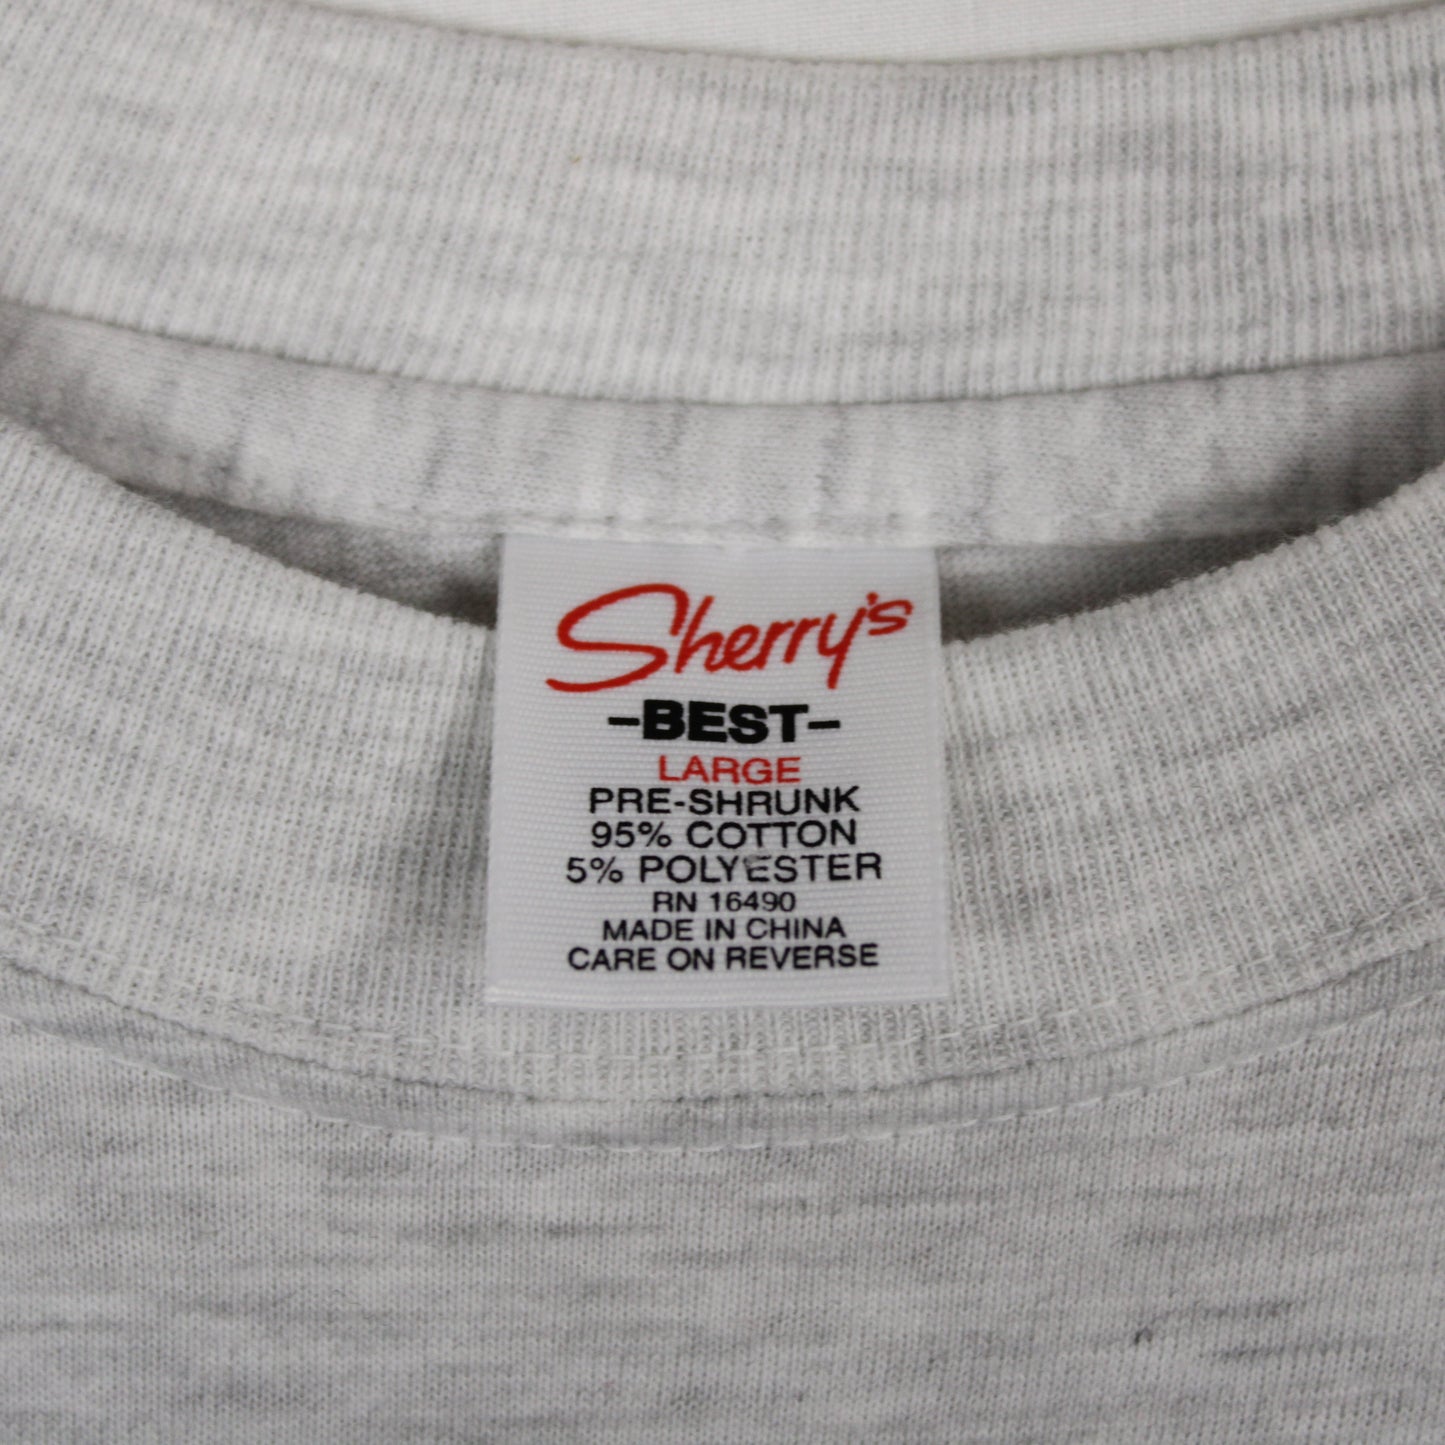 Sherry's
-BEST-
LARGE
PRE-SHRUNK
95% COTTON
5% POLYESTER
RN 16490
MADE IN CHINA
CARE ON REVERSE